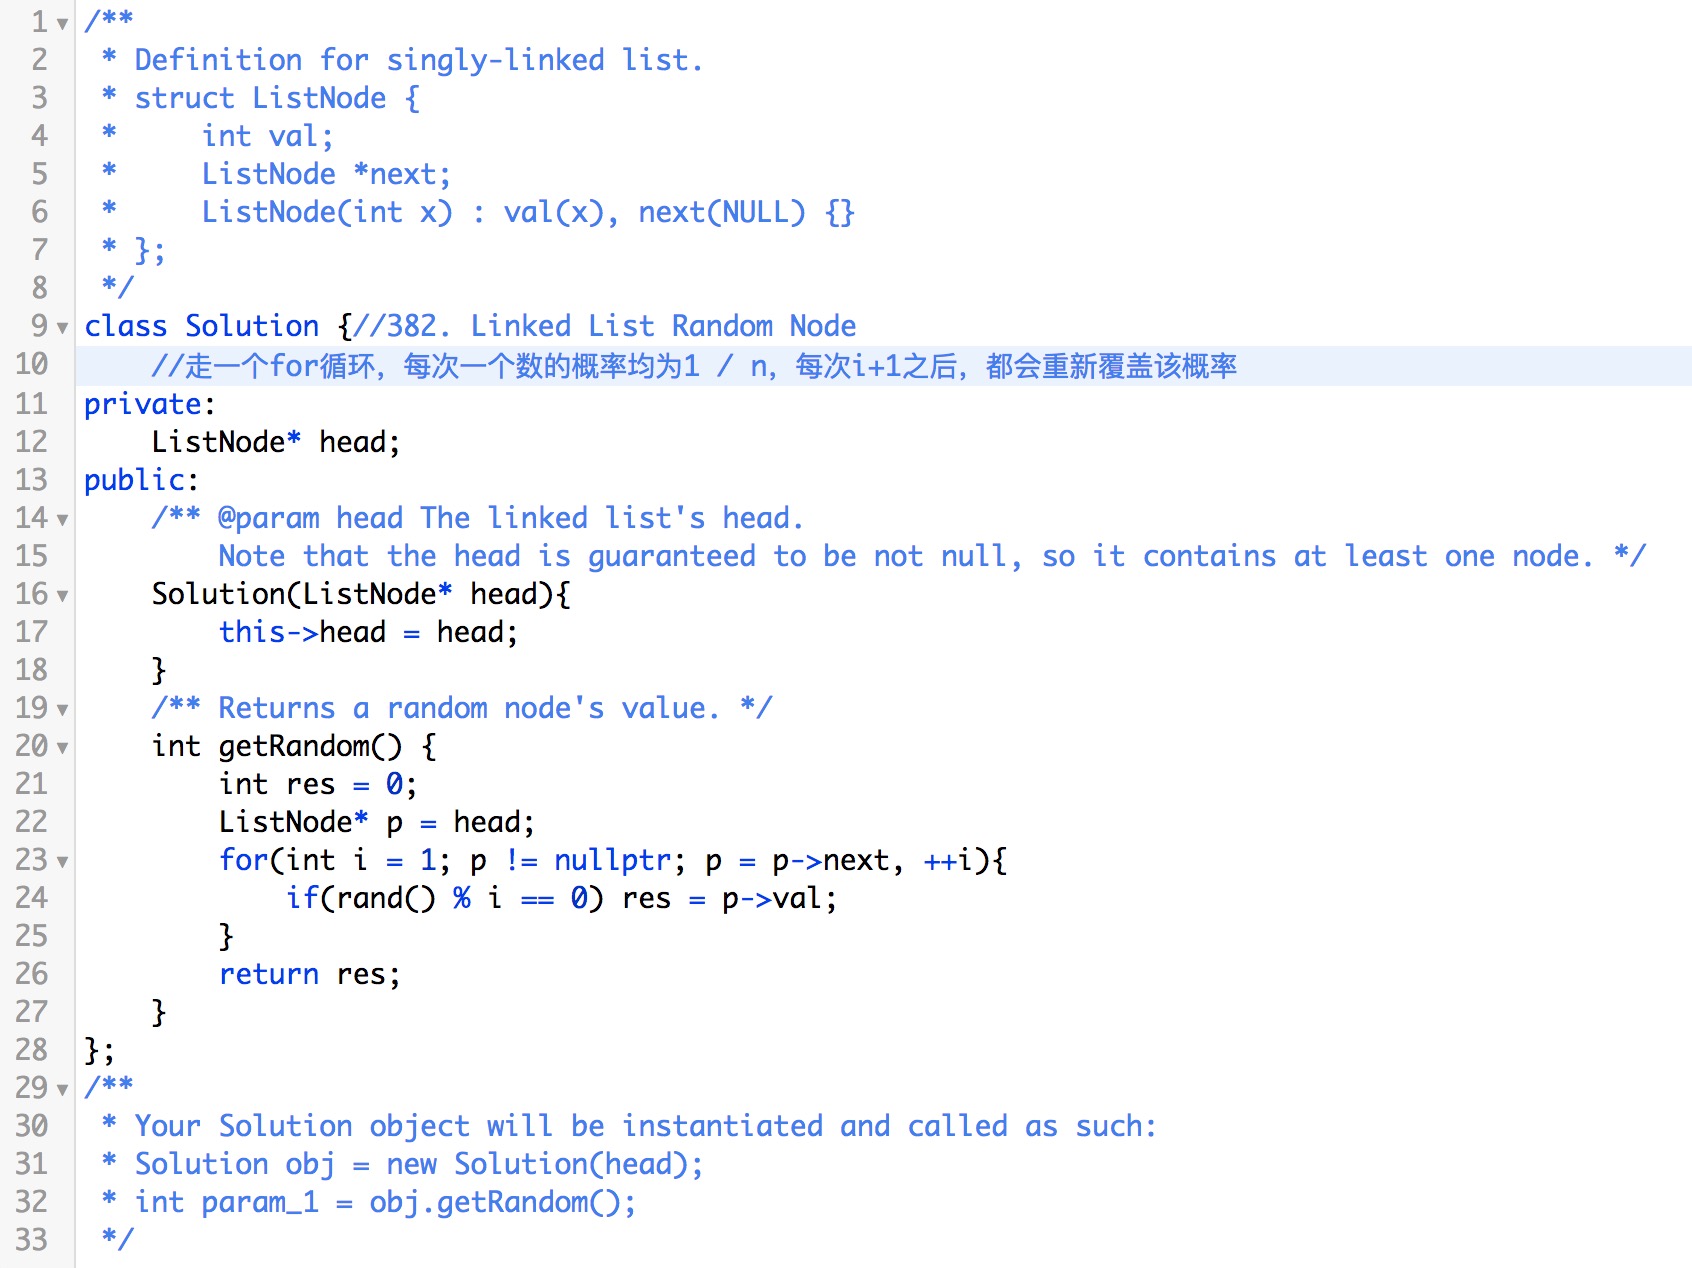 1 /**
2  * Definition for singly-linked list.
3  * struct ListNode {
4  *     int val;
5  *     ListNode *next;
6  *     ListNode(int x) : val(x), next(NULL) {}
7  * };
8  */
9 class Solution {//382. Linked List Random Node
10     //走一个for循环，每次一个数的概率均为1 / n，每次i+1之后，都会重新覆盖该概率
11 private:
12     ListNode* head;
13 public:
14     /** @param head The linked list's head.
15         Note that the head is guaranteed to be not null, so it contains at least one node. */
16     Solution(ListNode* head){
17         this->head = head;
18     }
19     /** Returns a random node's value. */
20     int getRandom() {
21         int res = 0;
22         ListNode* p = head;
23         for(int i = 1; p != nullptr; p = p->next, ++i){
24             if(rand() % i == 0) res = p->val;
25         }
26         return res;
27     }
28 };
29 /**
30  * Your Solution object will be instantiated and called as such:
31  * Solution obj = new Solution(head);
32  * int param_1 = obj.getRandom();
33  */